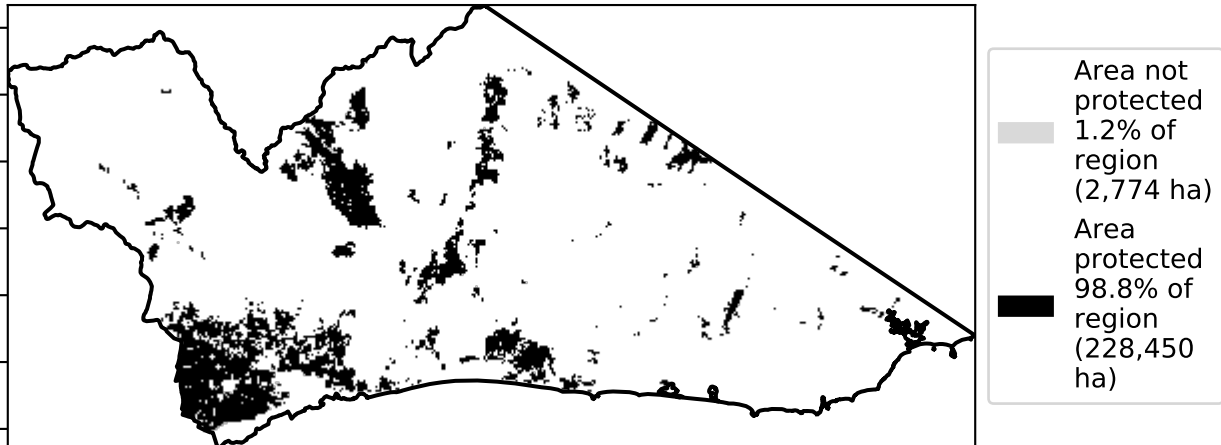 Area not
protected
1.2% of
region
(2,774 ha)
Area
protected
98.8% of
region
(228,450
ha)